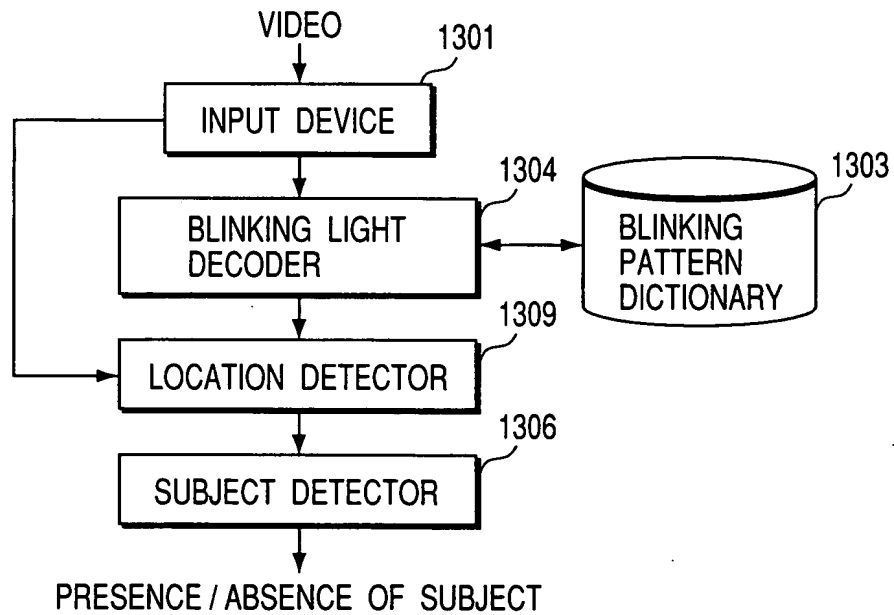 VIDEO
1301
INPUT DEVICE
1304
BLINKING LIGHT
DECODER
1303
BLINKING
PATTERN
DICTIONARY
1309
LOCATION DETECTOR
1306
SUBJECT DETECTOR
PRESENCE / ABSENCE OF SUBJECT